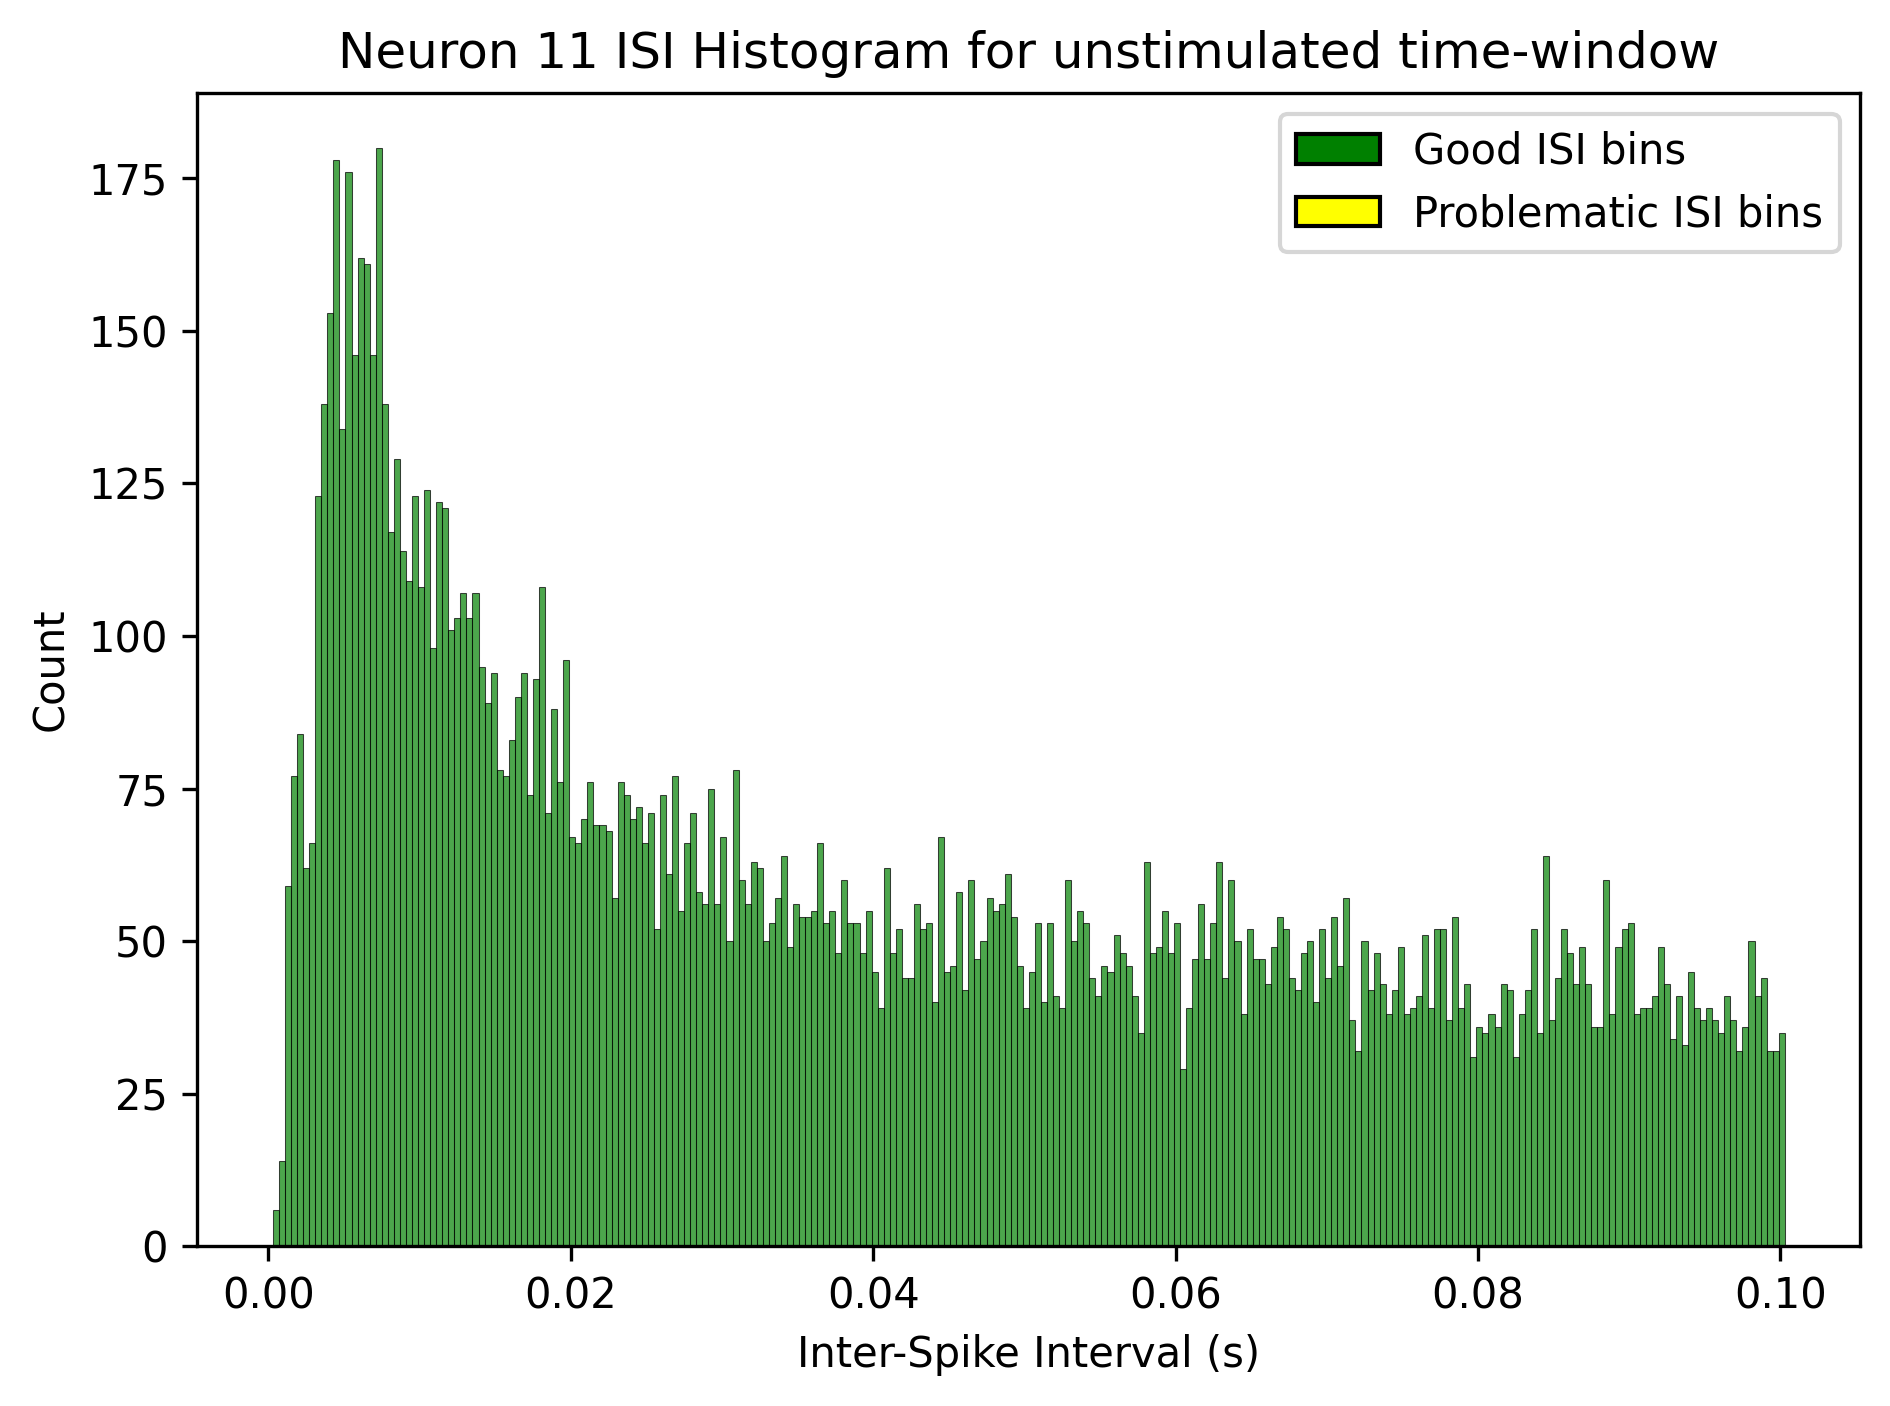 Neuron 11 ISI Histogram for unstimulated time-window
Good ISI bins
Problematic ISI bins
175
150
125
100
75
50
25
0
Count
0.00 0.02 0.04 0.06 0.08 0.10
Inter-Spike Interval (s)